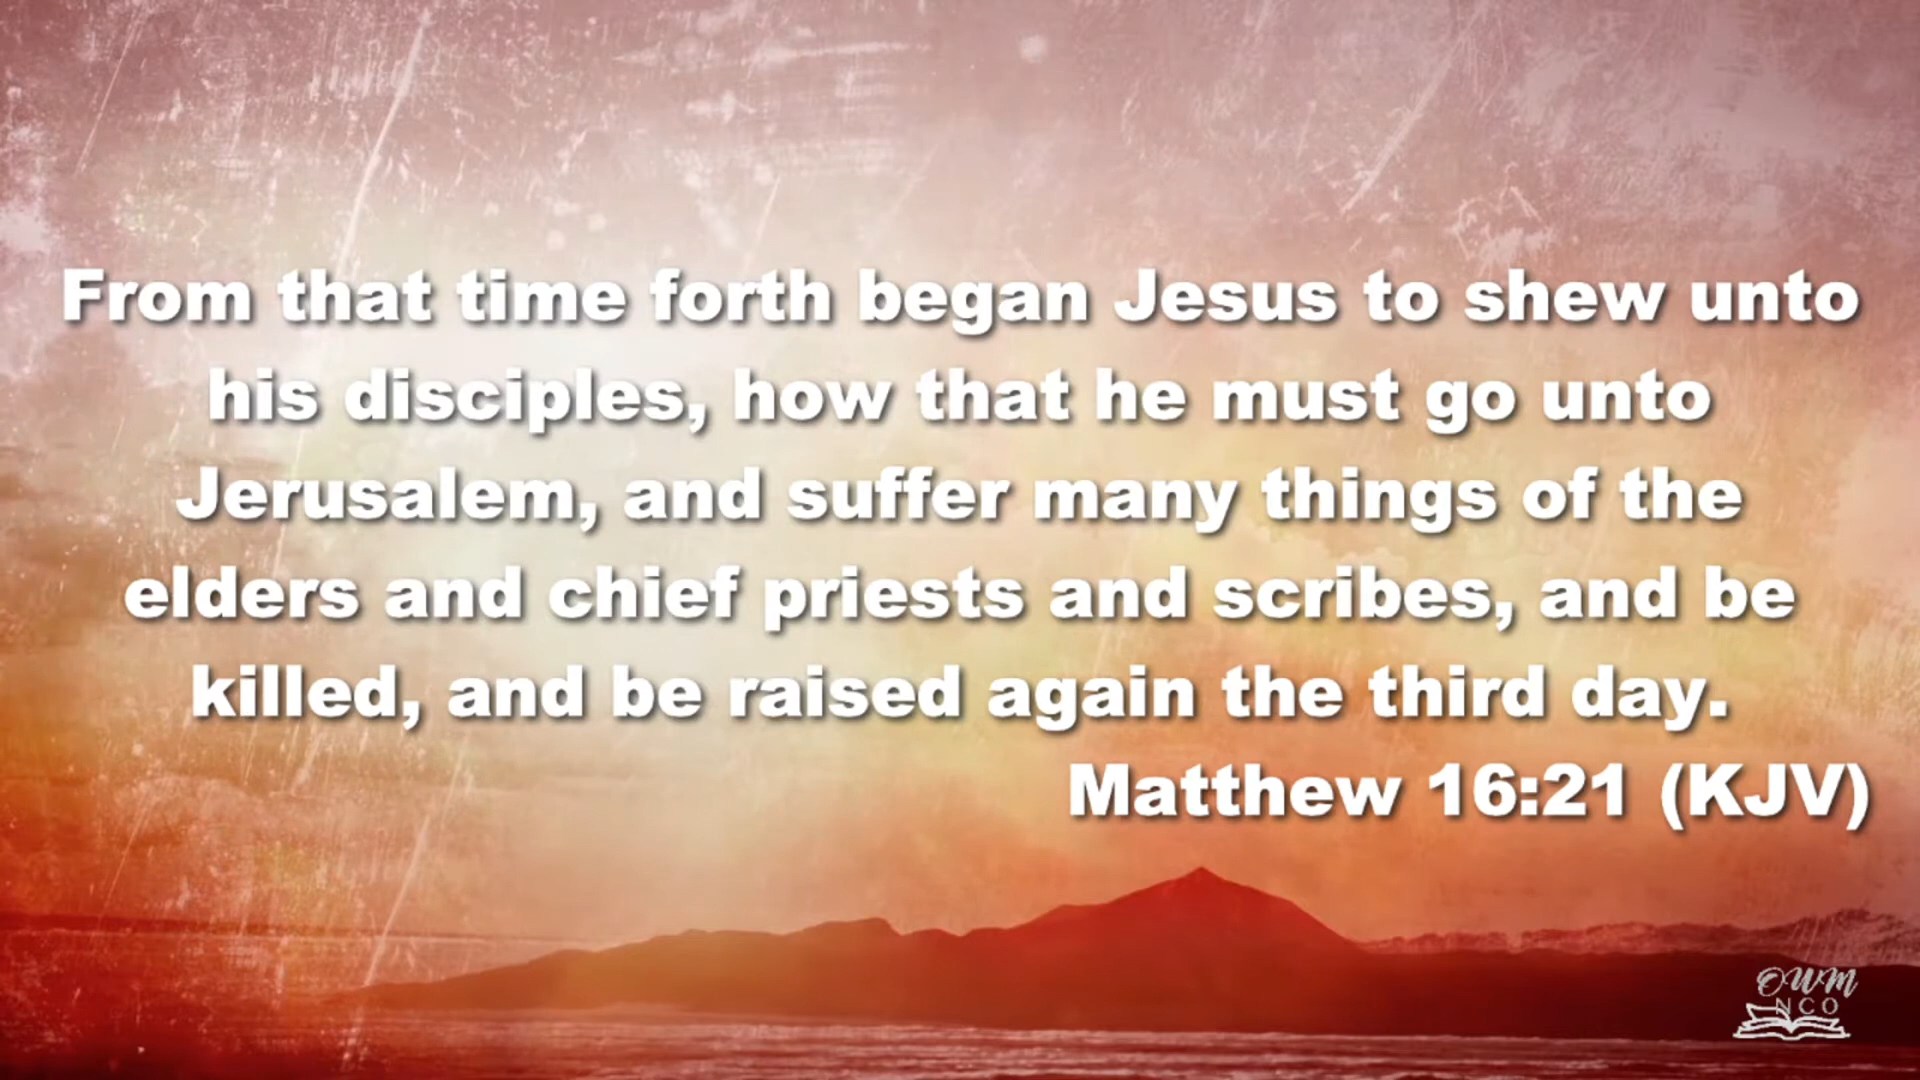 From that time forth began Jesus to shew unto
his disciples, how that he must go unto
Jerusalem, and suffer many things of the
elders and chief priests and scribes, and be
killed, and be raised again the third day.
Matthew 16:21 (KJV)
OWM
NCO